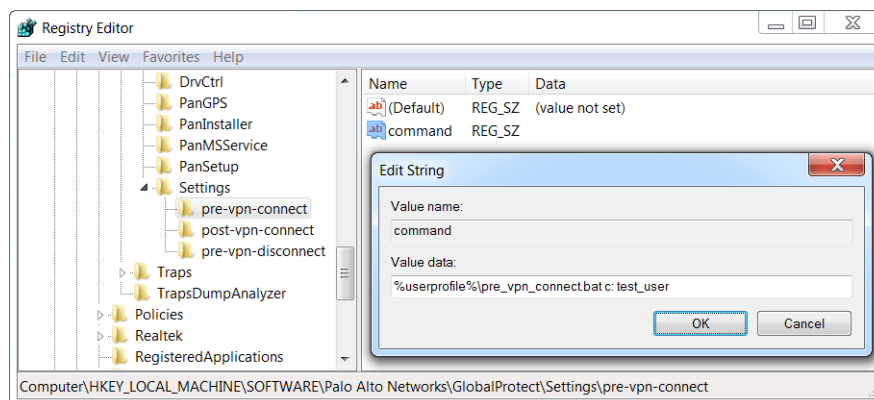 Registry Editor
File Edit View Favorites Help
DrvCtrl
PanGPS
PanInstaller
PanMSService
PanSetup
Settings
pre-vpn-connect
post-vpn-connect
pre-vpn-disconnect
Traps
TrapsDumpAnalyzer
Policies
Realtek
RegisteredApplications
Name Type Data
ab (Default) REG_SZ (value not set)
ab command REG_SZ
Edit String
Value name:
command
Value data:
%userprofile%\pre_vpn_connect.bat c: test_user
OK Cancel
Computer\HKEY_LOCAL_MACHINE\SOFTWARE\Palo Alto Networks\GlobalProtect\Settings\pre-vpn-connect